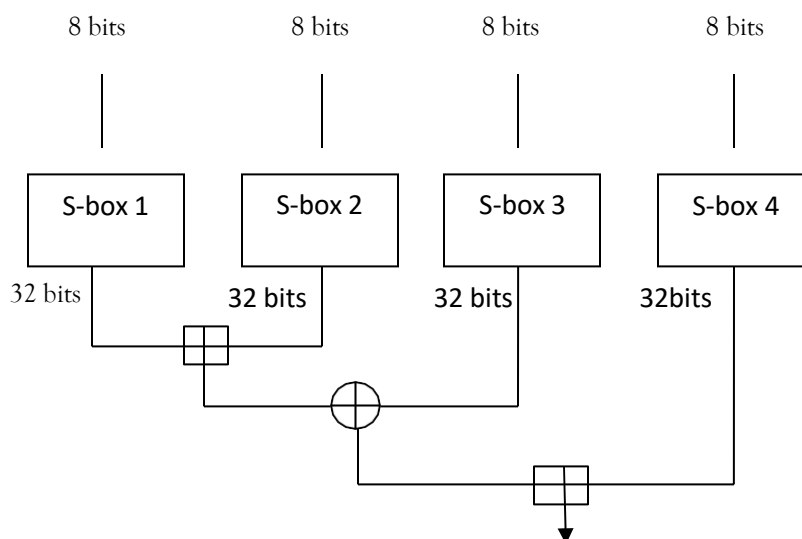 8 bits 8 bits 8 bits 8 bits
S-box 1 S-box 2 S-box 3 S-box 4
32 bits 32 bits 32 bits 32bits